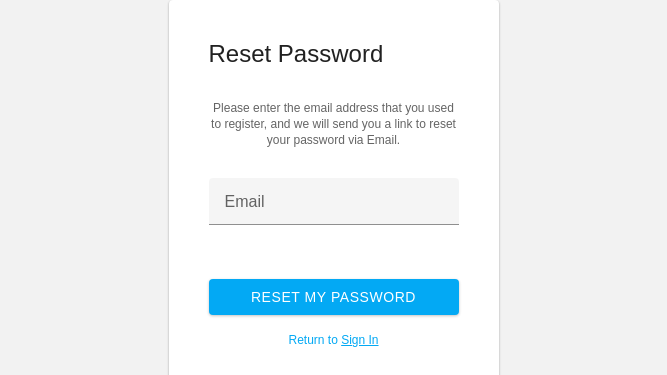 Reset Password
Please enter the email address that you used
to register, and we will send you a link to reset
your password via Email.
Email
RESET MY PASSWORD
Return to Sign In